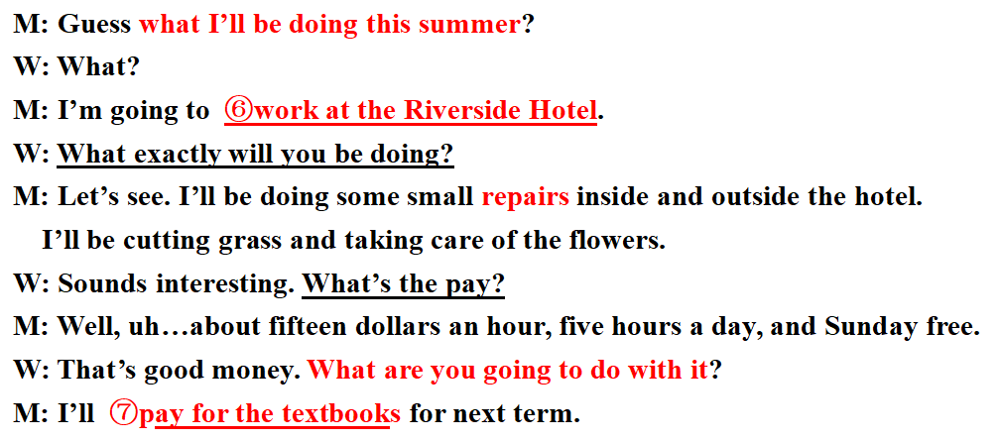 M: Guess what I'll be doing this summer?
W: What?
M: I'm going to ⑥work at the Riverside Hotel.
W: What exactly will you be doing?
M: Let's see. I'll be doing some small repairs inside and outside the hotel.
I'll be cutting grass and taking care of the flowers.
W: Sounds interesting. What's the pay?
M: Well, uh…about fifteen dollars an hour, five hours a day, and Sunday free.
W: That's good money. What are you going to do with it?
M: I'll ⑦pay for the textbooks for next term.